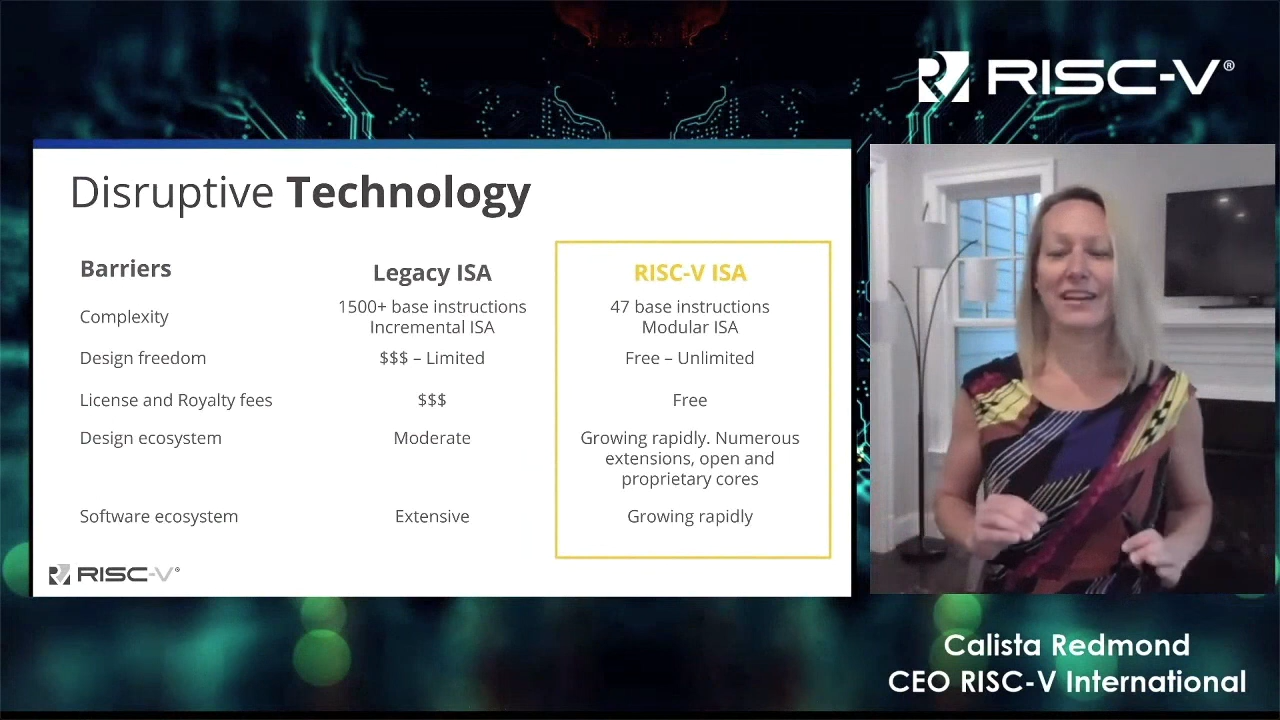 RISC-V®
Disruptive Technology
Barriers
Legacy ISA
RISC-V ISA
Complexity
1500+ base instructions
Incremental ISA
47 base instructions
Modular ISA
Design freedom
$$$ – Limited
Free – Unlimited
License and Royalty fees
$$$
Free
Design ecosystem
Moderate
Growing rapidly. Numerous
extensions, open and
proprietary cores
Software ecosystem
Extensive
Growing rapidly
RISC-V®
Calista Redmond
CEO RISC-V International